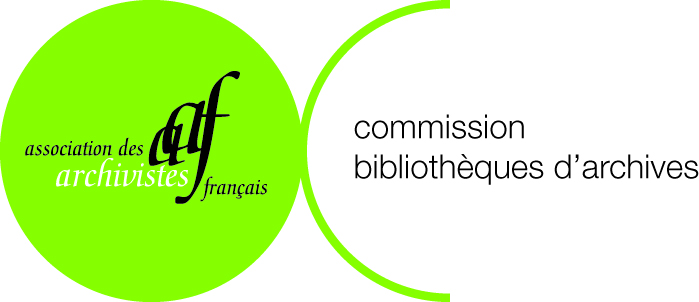 association des
aaf
archivistes
français
commission
bibliothèques d'archives